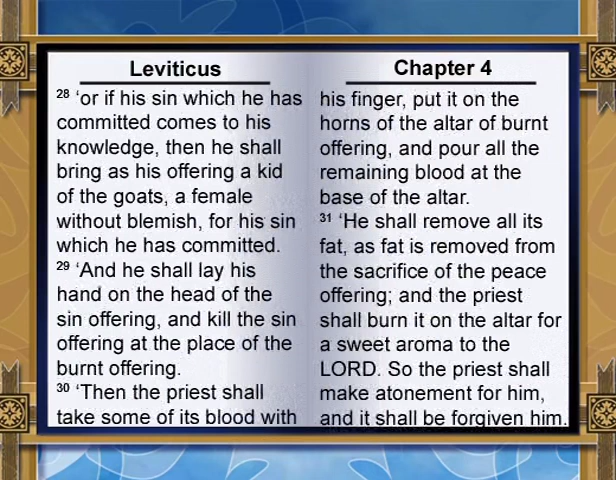 Leviticus
28 ‘or if his sin which he has
committed comes to his
knowledge, then he shall
bring as his offering a kid
of the goats, a female
without blemish, for his sin
which he has committed.
29 ‘And he shall lay his
hand on the head of the
sin offering, and kill the sin
offering at the place of the
burnt offering.
30 ‘Then the priest shall
take some of its blood with
Chapter 4
his finger, put it on the
horns of the altar of burnt
offering, and pour all the
remaining blood at the
base of the altar.
31 ‘He shall remove all its
fat, as fat is removed from
the sacrifice of the peace
offering; and the priest
shall burn it on the altar for
a sweet aroma to the
LORD. So the priest shall
make atonement for him,
and it shall be forgiven him.